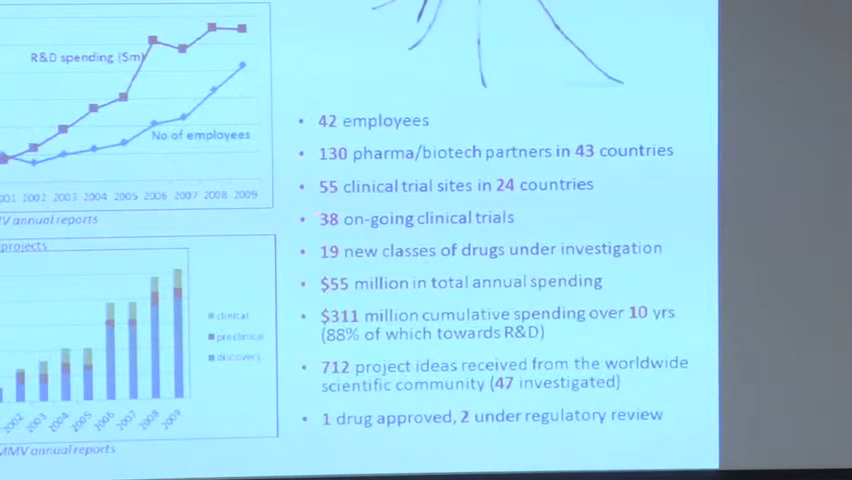 R&D spending ($m)
No of employees
001 2002 2003 2004 2005 2006 2007 2008 2009
MV annual reports
projects
clinical
preclinical
discovery
2002 2003 2004 2005 2006 2007 2008 2009
MMV annual reports
• 42 employees
• 130 pharma/biotech partners in 43 countries
• 55 clinical trial sites in 24 countries
• 38 on-going clinical trials
• 19 new classes of drugs under investigation
• $55 million in total annual spending
• $311 million cumulative spending over 10 yrs
(88% of which towards R&D)
• 712 project ideas received from the worldwide
scientific community (47 investigated)
• 1 drug approved, 2 under regulatory review